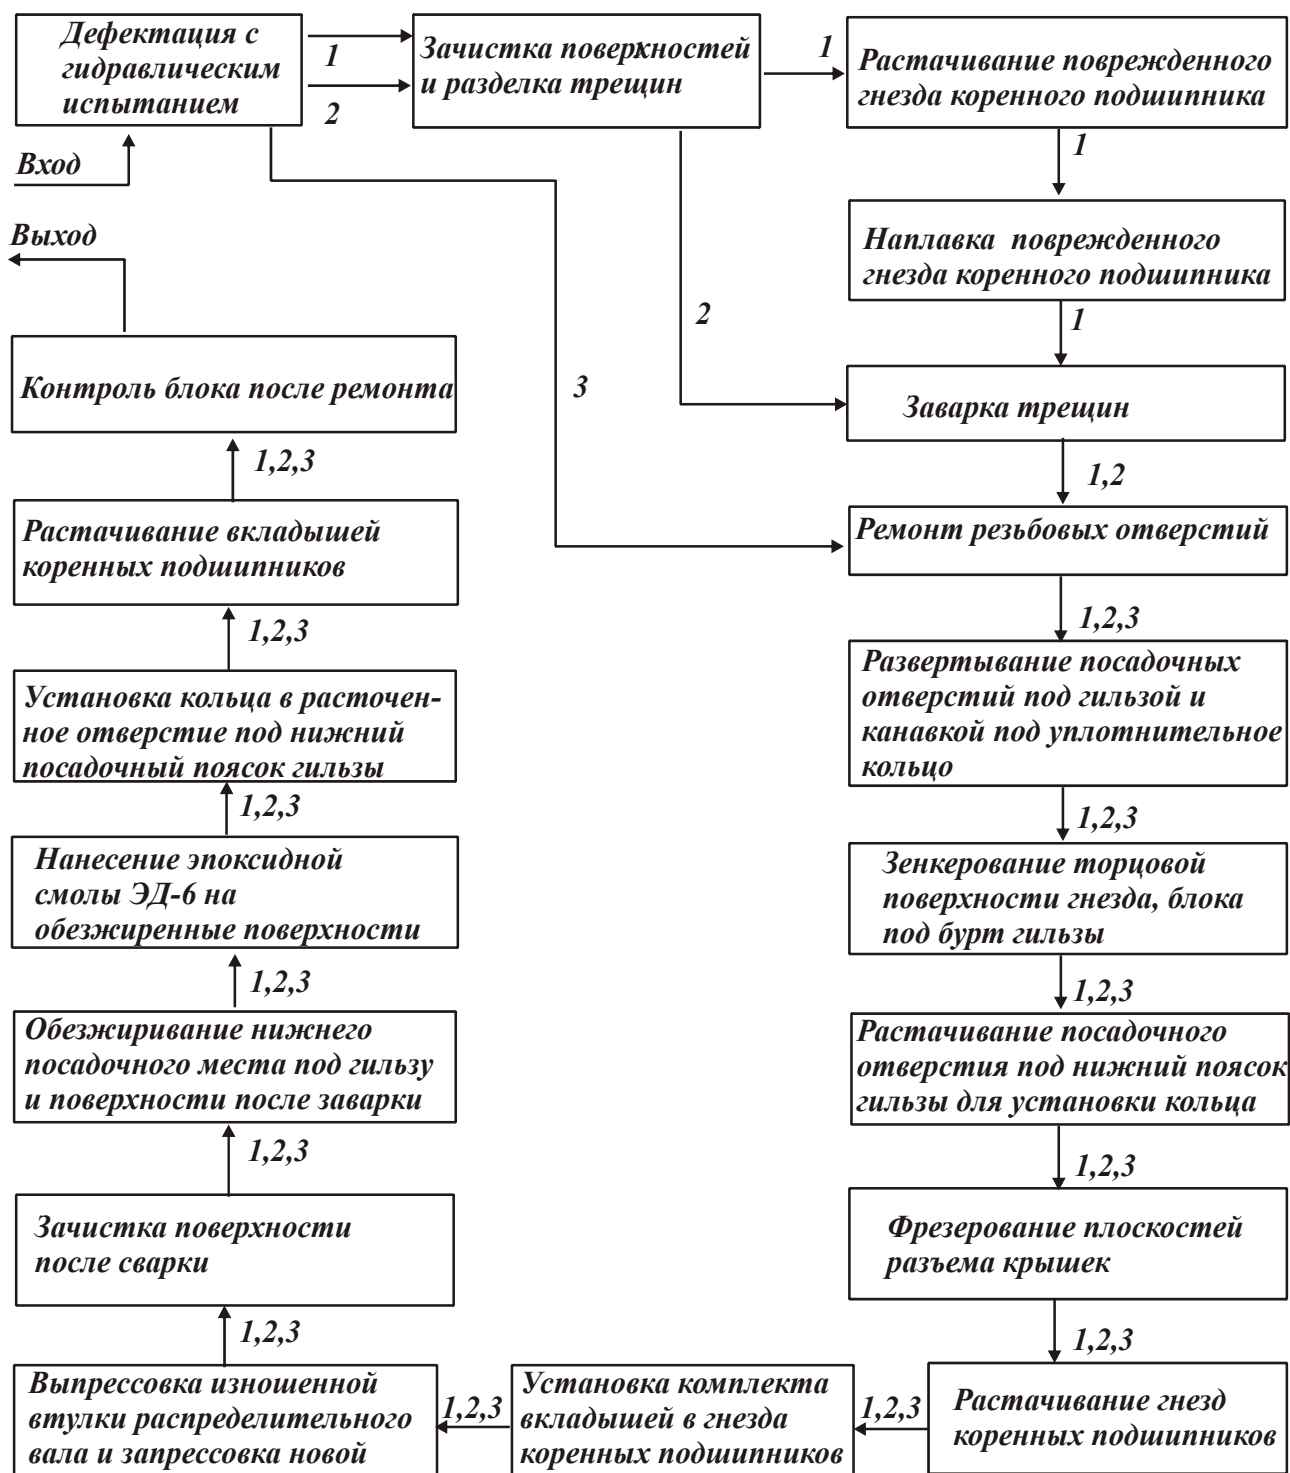 Дефектация с
гидравлическим
испытанием
1
2
Зачистка поверхностей
и разделка трещин
1
Растачивание поврежденного
гнезда коренного подшипника
Вход
1
Выход
Наплавка поврежденного
гнезда коренного подшипника
2
1
3
Контроль блока после ремонта
Заварка трещин
1,2,3
1,2
Растачивание вкладышей
коренных подшипников
Ремонт резьбовых отверстий
1,2,3
1,2,3
Установка кольца в расточен-
ное отверстие под нижний
посадочный поясок гильзы
Развертывание посадочных
отверстий под гильзой и
канавкой под уплотнительное
кольцо
1,2,3
1,2,3
Нанесение эпоксидной
смолы ЭД-6 на
обезжиренные поверхности
Зенкерование торцовой
поверхности гнезда, блока
под бурт гильзы
1,2,3
1,2,3
Обезжиривание нижнего
посадочного места под гильзу
и поверхности после заварки
Растачивание посадочного
отверстия под нижний поясок
гильзы для установки кольца
1,2,3
1,2,3
Зачистка поверхности
после сварки
Фрезерование плоскостей
разъема крышек
1,2,3
1,2,3
Выпрессовка изношенной
втулки распределительного
вала и запрессовка новой
1,2,3
Установка комплекта
вкладышей в гнезда
коренных подшипников
1,2,3
Растачивание гнезд
коренных подшипников